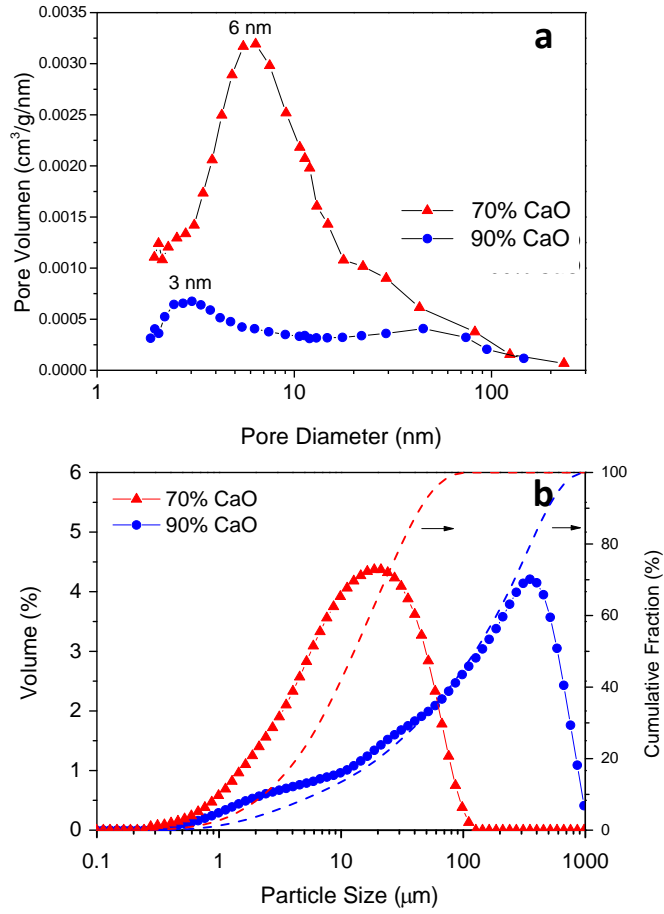 a
6 nm
3 nm
70% CaO
90% CaO
0.0035
0.0030
0.0025
0.0020
0.0015
0.0010
0.0005
0.0000
Pore Volumen (cm³/g/nm)
1 10 100
Pore Diameter (nm)
b
70% CaO
90% CaO
6
5
4
3
2
1
0
Volume (%)
100
80
60
40
20
0
Cumulative Fraction (%)
0.1 1 10 100 1000
Particle Size (μm)